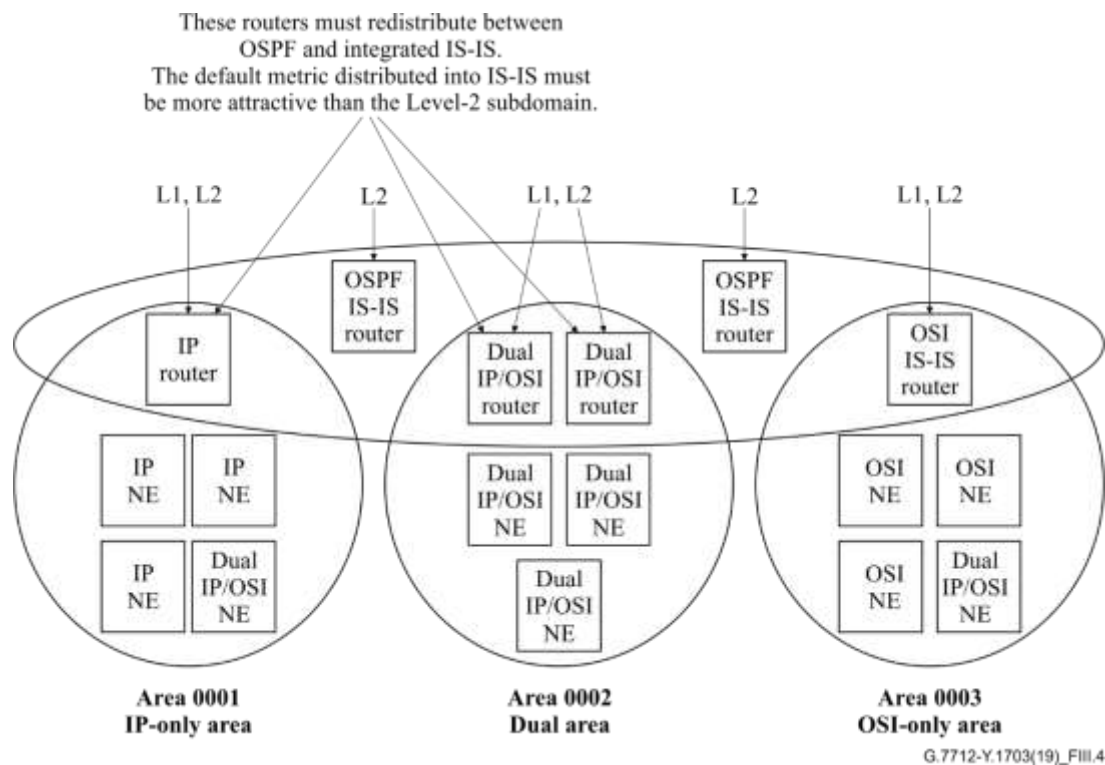 These routers must redistribute between
OSPF and integrated IS-IS.
The default metric distributed into IS-IS must
be more attractive than the Level-2 subdomain.
L1, L2
L2
L1, L2
L2
L1, L2
IP
router
OSPF
IS-IS
router
Dual
IP/OSI
router
Dual
IP/OSI
router
OSPF
IS-IS
router
OSI
IS-IS
router
IP
NE
IP
NE
IP
NE
Dual
IP/OSI
NE
Dual
IP/OSI
NE
Dual
IP/OSI
NE
Dual
IP/OSI
NE
OSI
NE
OSI
NE
OSI
NE
Dual
IP/OSI
NE
Area 0001
IP-only area
Area 0002
Dual area
Area 0003
OSI-only area
G.7712-Y.1703(19)_FIII.4